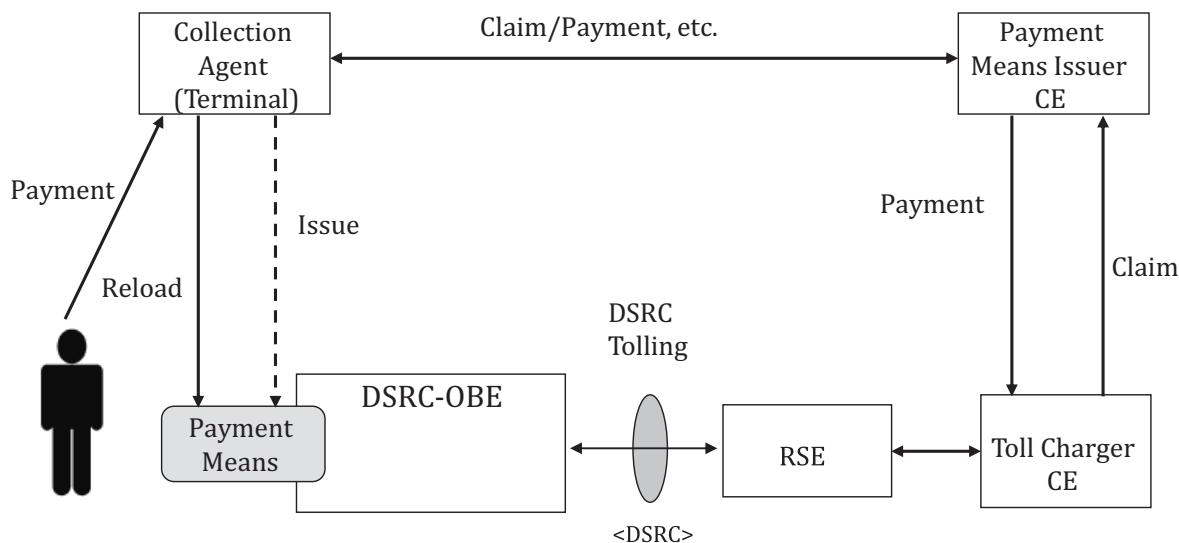 Collection
Agent
(Terminal)
Claim/Payment, etc.
Payment
Means Issuer
CE
Payment
Issue
Reload
Payment
Claim
DSRC
Tolling
DSRC-OBE
Payment
Means
RSE
Toll Charger
CE
<DSRC>